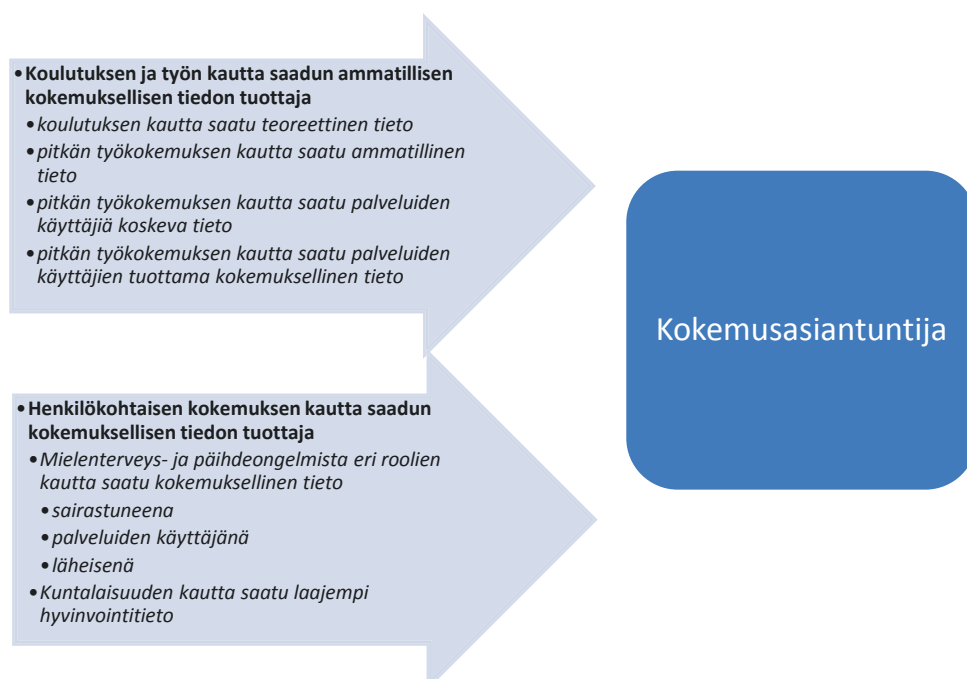 •Koulutuksen ja työn kautta saadun ammatillisen
kokemuksellisen tiedon tuottaja
•koulutuksen kautta saatu teoreettinen tieto
•pitkän työkokemuksen kautta saatu ammatillinen
tieto
•pitkän työkokemuksen kautta saatu palveluiden
käyttäjiä koskeva tieto
•pitkän työkokemuksen kautta saatu palveluiden
käyttäjien tuottama kokemuksellinen tieto
•Henkilökohtaisen kokemuksen kautta saadun
kokemuksellisen tiedon tuottaja
•Mielenterveys- ja päihdeongelmista eri roolien
kautta saatu kokemuksellinen tieto
•sairastuneena
•palveluiden käyttäjänä
•läheisenä
•Kuntalaisuuden kautta saatu laajempi
hyvinvointitieto
Kokemusasiantuntija